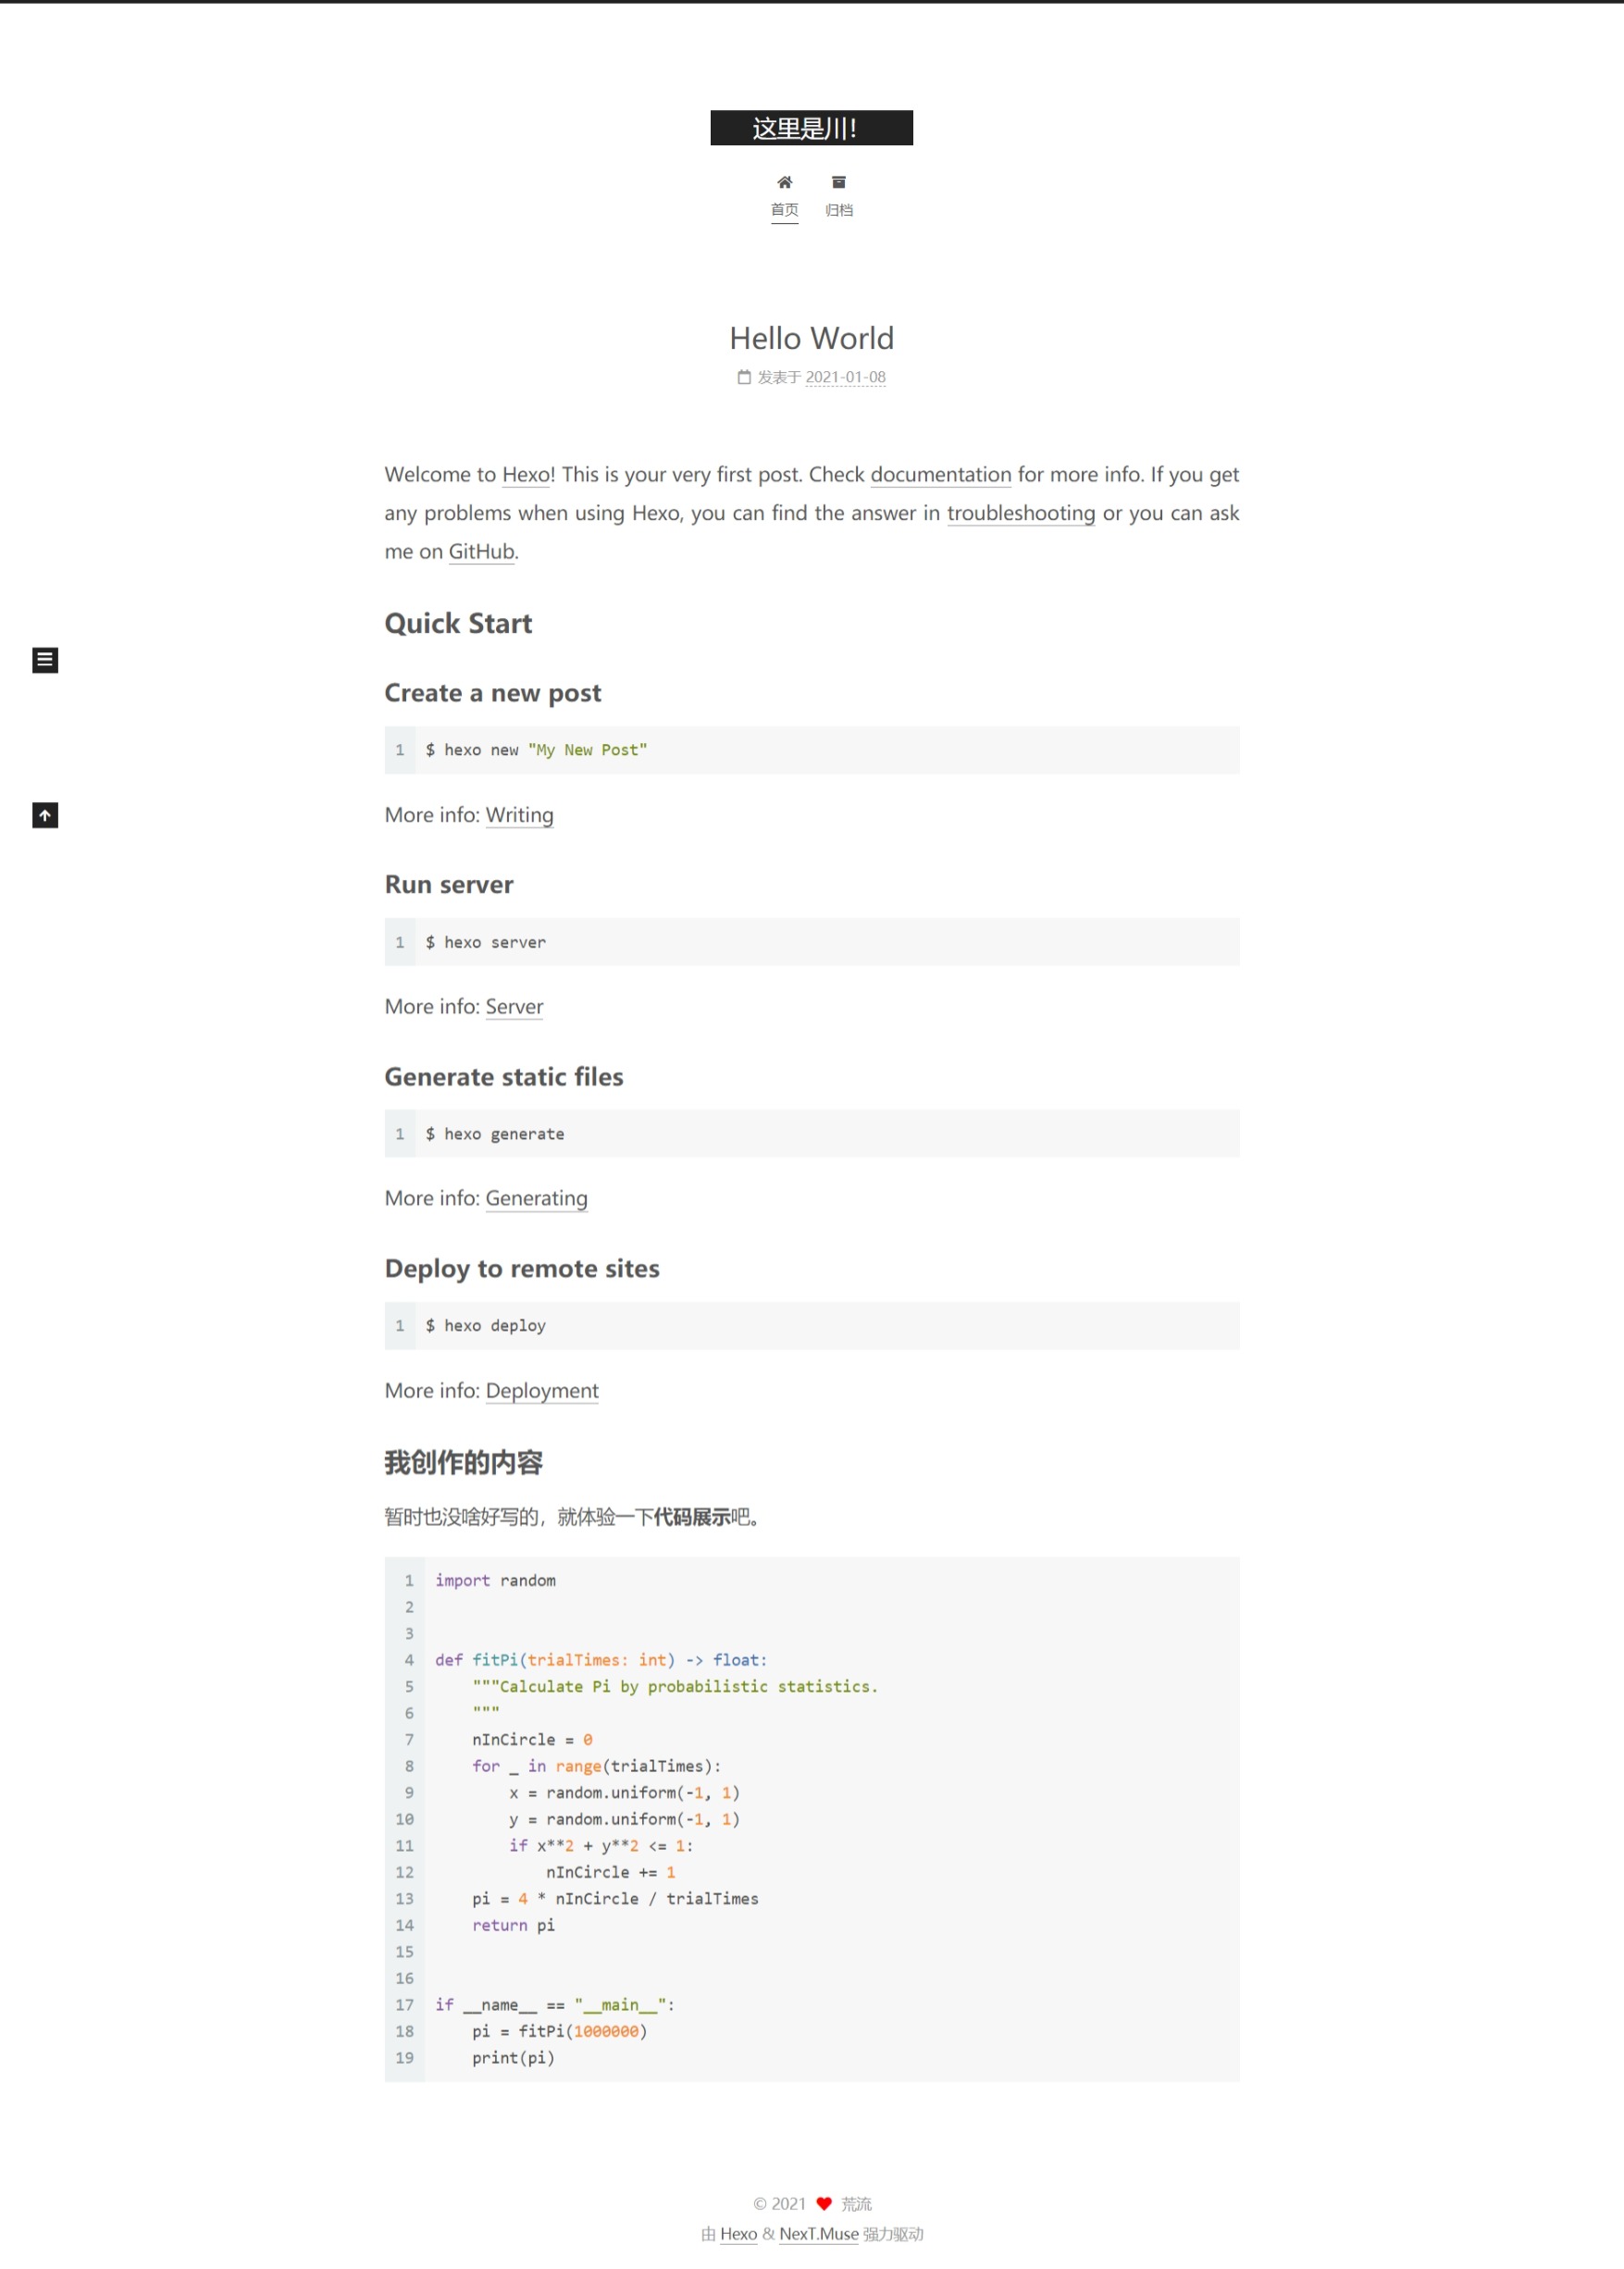 这里是川！
首页 归档
Hello World
发表于 2021-01-08
Welcome to Hexo! This is your very first post. Check documentation for more info. If you get
any problems when using Hexo, you can find the answer in troubleshooting or you can ask
me on GitHub.
Quick Start
Create a new post
1 $ hexo new "My New Post"
More info: Writing
Run server
1 $ hexo server
More info: Server
Generate static files
1 $ hexo generate
More info: Generating
Deploy to remote sites
1 $ hexo deploy
More info: Deployment
我创作的内容
暂时也没啥好写的，就体验一下代码展示吧。
1 import random
2
3
4 def fitPi(trialTimes: int) -> float:
5     """Calculate Pi by probabilistic statistics.
6     """
7     nInCircle = 0
8     for _ in range(trialTimes):
9         x = random.uniform(-1, 1)
10         y = random.uniform(-1, 1)
11         if x**2 + y**2 <= 1:
12             nInCircle += 1
13     pi = 4 * nInCircle / trialTimes
14     return pi
15
16
17 if __name__ == "__main__":
18     pi = fitPi(1000000)
19     print(pi)
© 2021 ❤ 荒流
由 Hexo & NexT.Muse 强力驱动